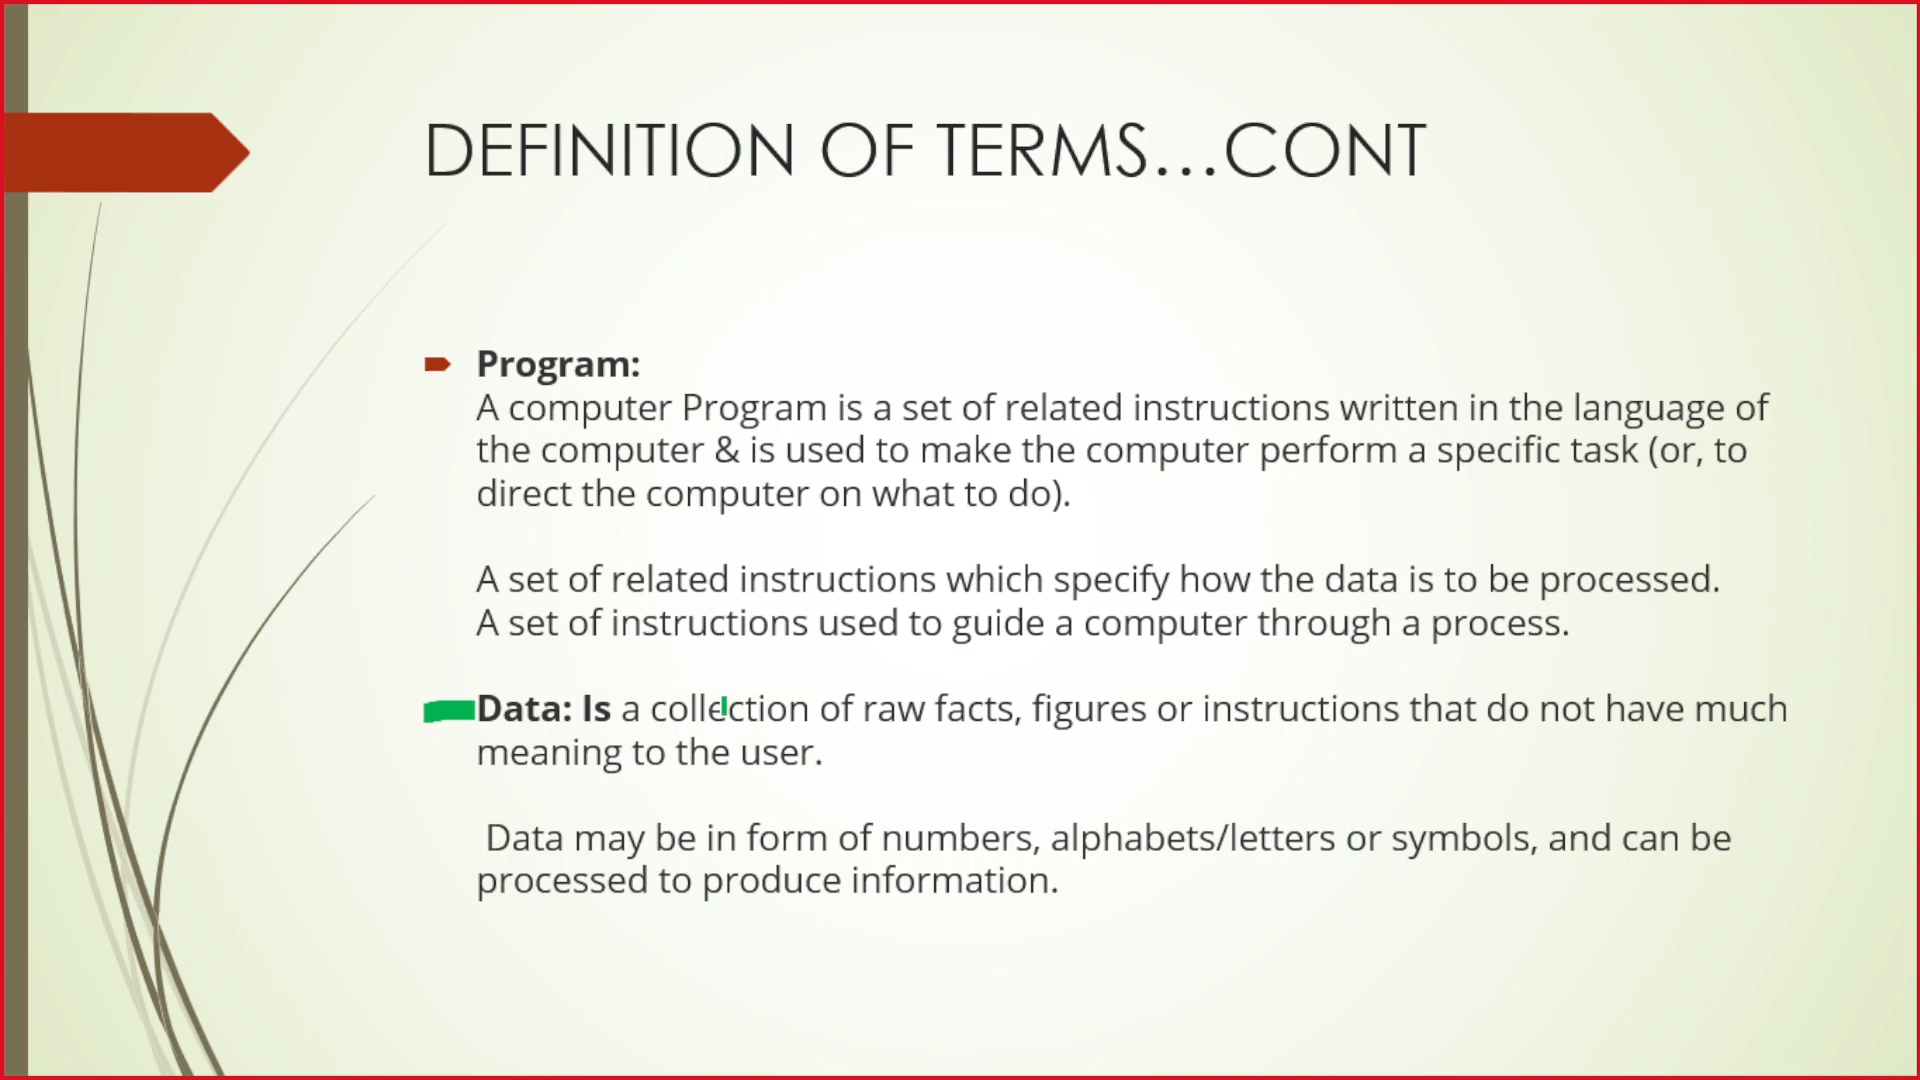 DEFINITION OF TERMS...CONT
Program:
A computer Program is a set of related instructions written in the language of
the computer & is used to make the computer perform a specific task (or, to
direct the computer on what to do).
A set of related instructions which specify how the data is to be processed.
A set of instructions used to guide a computer through a process.
Data: Is a collection of raw facts, figures or instructions that do not have much
meaning to the user.
Data may be in form of numbers, alphabets/letters or symbols, and can be
processed to produce information.